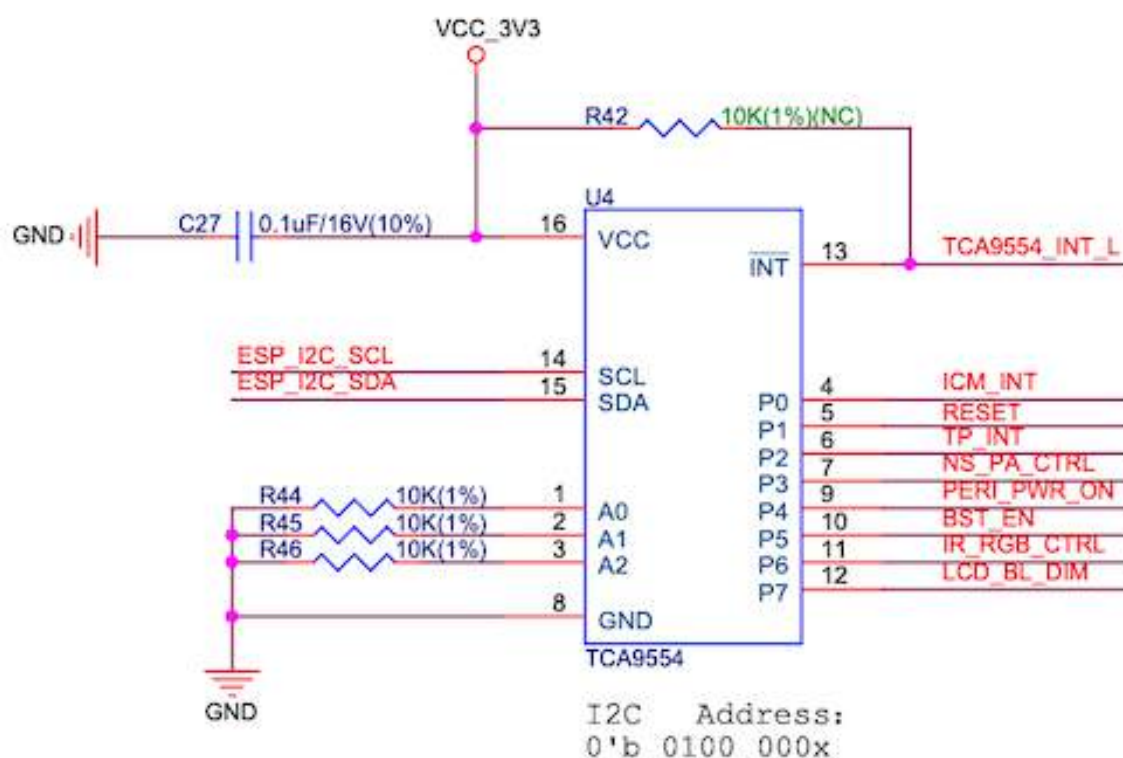 VCC_3V3
R42 10K(1%)(NC)
U4
C27 0.1uF/16V(10%) 16 VCC
GND
INT 13 TCA9554_INT_L
ESP_I2C_SCL 14 SCL
ESP_I2C_SDA 15 SDA
P0 4 ICM_INT
P1 5 RESET
P2 6 TP_INT
P3 7 NS_PA_CTRL
P4 9 PERI_PWR_ON
P5 10 BST_EN
P6 11 IR_RGB_CTRL
P7 12 LCD_BL_DIM
R44 10K(1%) 1 A0
R45 10K(1%) 2 A1
R46 10K(1%) 3 A2
8 GND
TCA9554
GND
I2C Address:
0'b 0100 000x